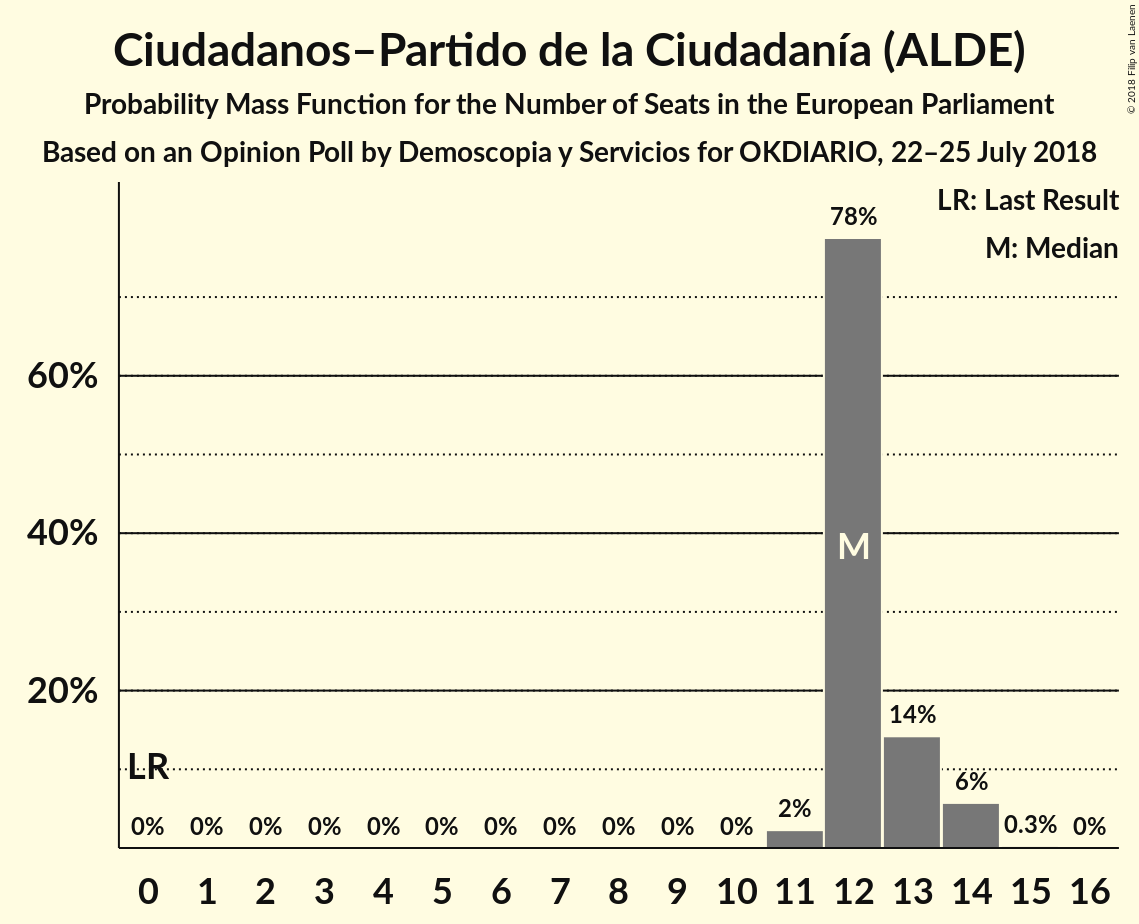 Ciudadanos–Partido de la Ciudadanía (ALDE)
Probability Mass Function for the Number of Seats in the European Parliament
Based on an Opinion Poll by Demoscopia y Servicios for OKDIARIO, 22–25 July 2018
© 2018 Filip van Laenen
LR: Last Result
M: Median
78%
60%
40%
M
20%
14%
LR
6%
2%
0% 0% 0% 0% 0% 0% 0% 0% 0% 0% 0% 0.3% 0%
0 1 2 3 4 5 6 7 8 9 10 11 12 13 14 15 16